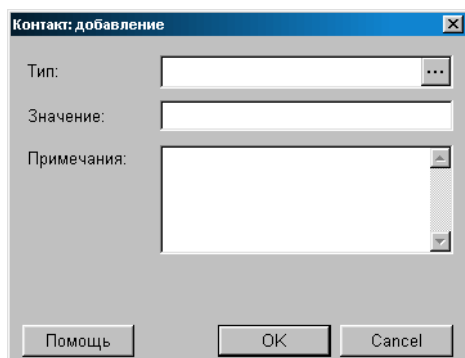 Контакт: добавление
Тип:
...
Значение:
Примечания:
Помощь
OK
Cancel